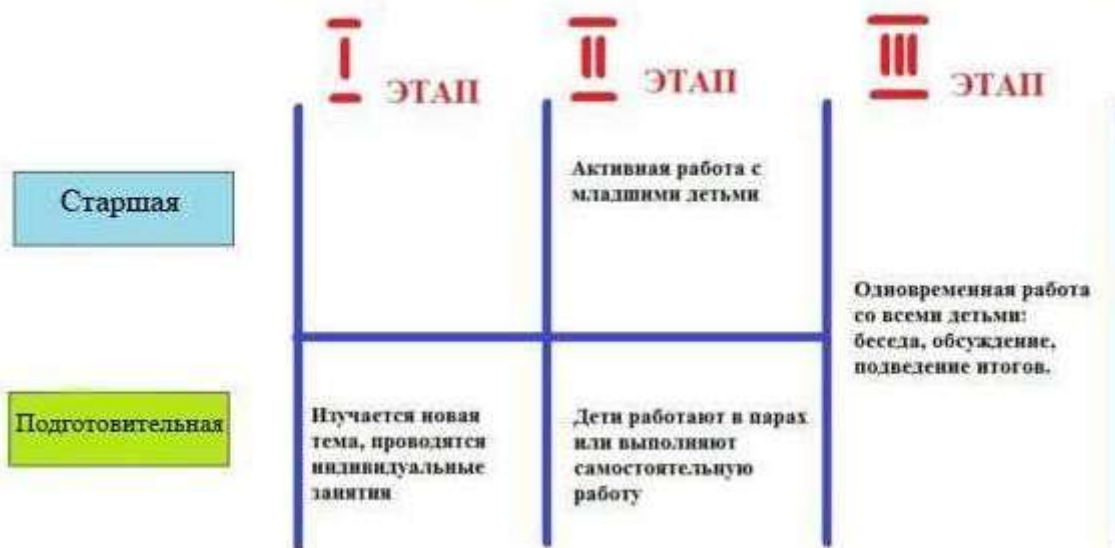 I ЭТАП
II ЭТАП
III ЭТАП
Старшая
Активная работа с
младшими детьми
Одновременная работа
со всеми детьми:
беседа, обсуждение,
подведение итогов.
Подготовительная
Изучается новая
тема, проводятся
индивидуальные
занятия
Дети работают в парах
или выполняют
самостоятельную
работу